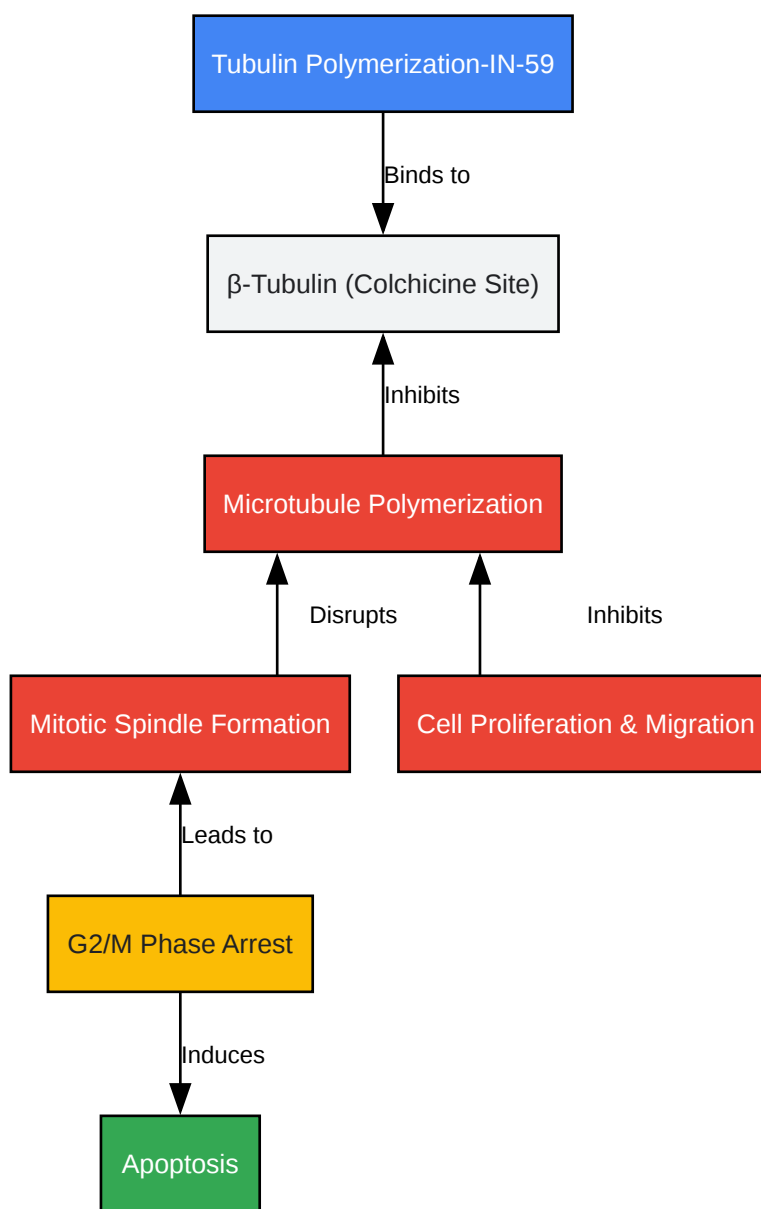 Tubulin Polymerization-IN-59
Binds to
β-Tubulin (Colchicine Site)
Inhibits
Microtubule Polymerization
Disrupts
Inhibits
Mitotic Spindle Formation
Cell Proliferation & Migration
Leads to
G2/M Phase Arrest
Induces
Apoptosis